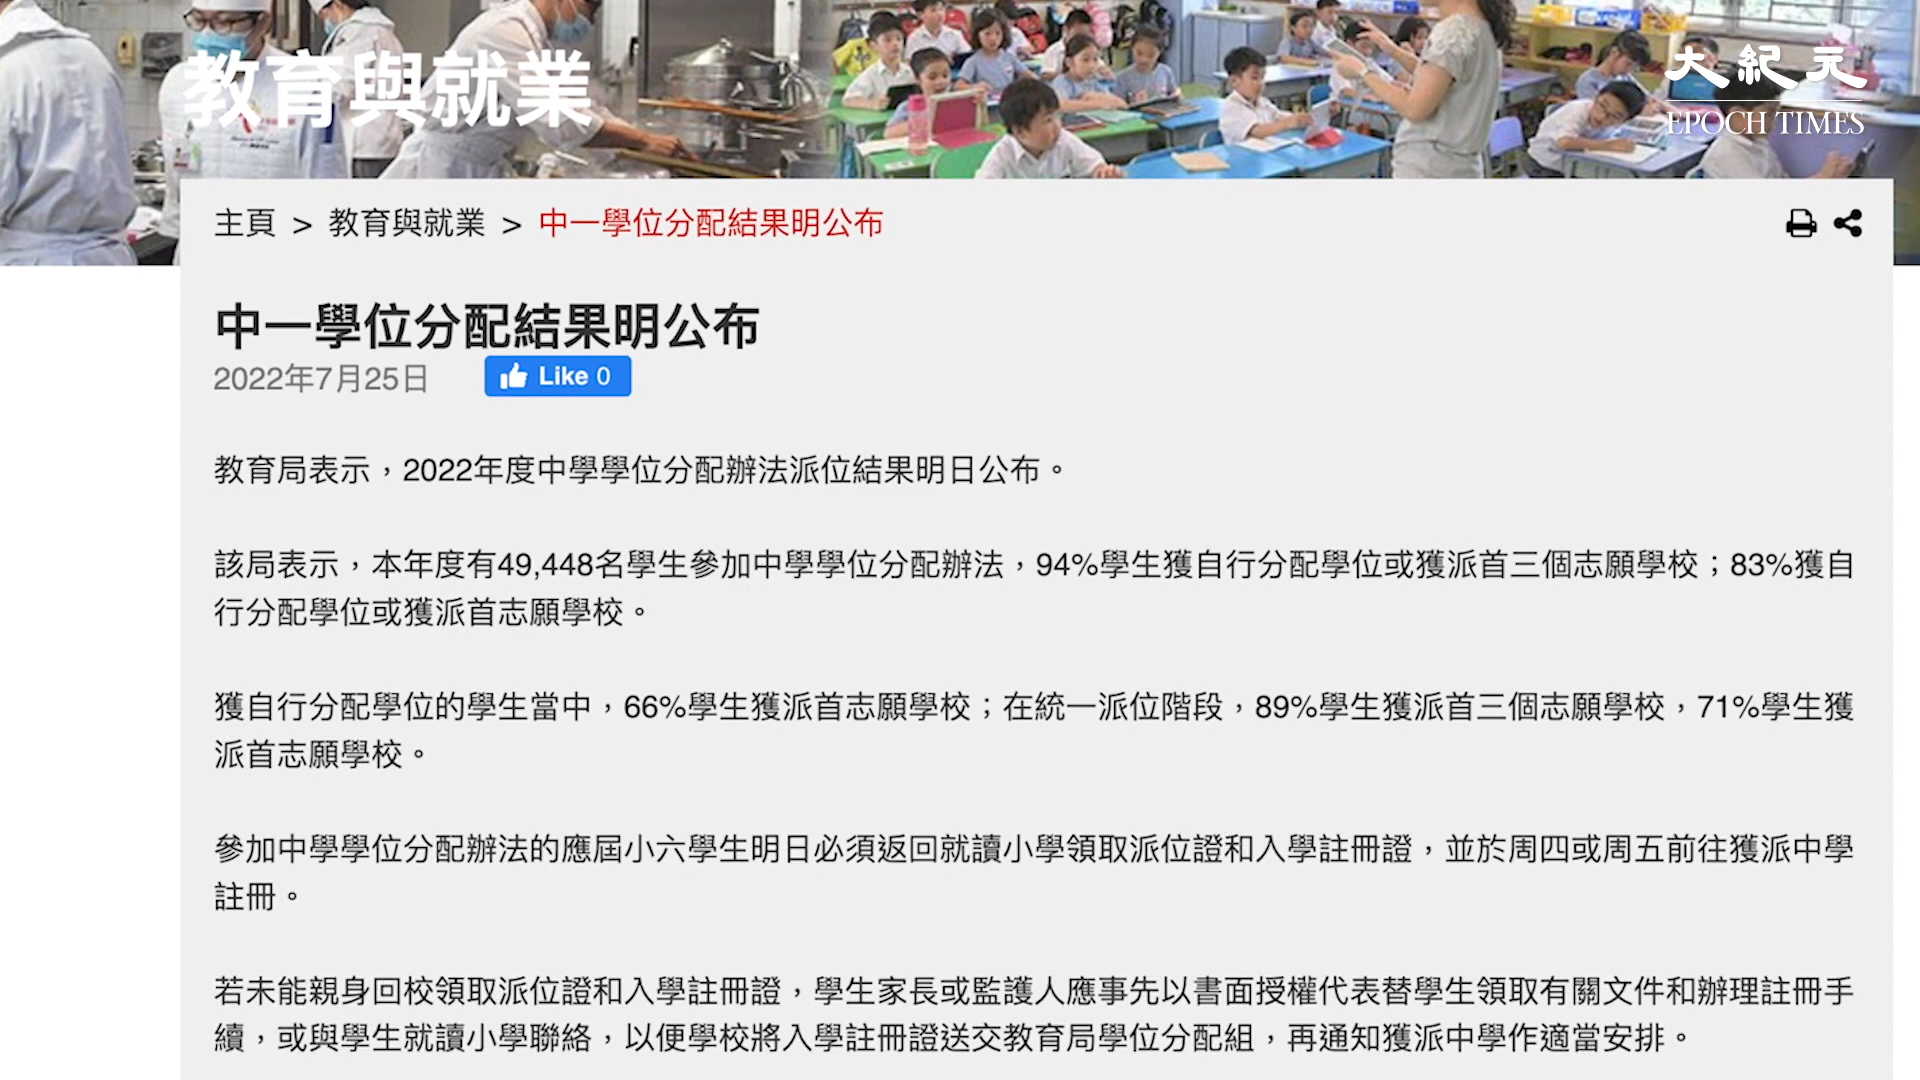 教育與就業
大紀元
EPOCH TIMES
主頁 > 教育與就業 > 中一學位分配結果明公布
中一學位分配結果明公布
2022年7月25日
Like 0
教育局表示，2022年度中學學位分配辦法派位結果明日公布。
該局表示，本年度有49,448名學生參加中學學位分配辦法，94%學生獲自行分配學位或獲派首三個志願學校；83%獲自
行分配學位或獲派首志願學校。
獲自行分配學位的學生當中，66%學生獲派首志願學校；在統一派位階段，89%學生獲派首三個志願學校，71%學生獲
派首志願學校。
參加中學學位分配辦法的應屆小六學生明日必須返回就讀小學領取派位證和入學註冊證，並於周四或周五前往獲派中學
註冊。
若未能親身回校領取派位證和入學註冊證，學生家長或監護人應事先以書面授權代表替學生領取有關文件和辦理註冊手
續，或與學生就讀小學聯絡，以便學校將入學註冊證送交教育局學位分配組，再通知獲派中學作適當安排。